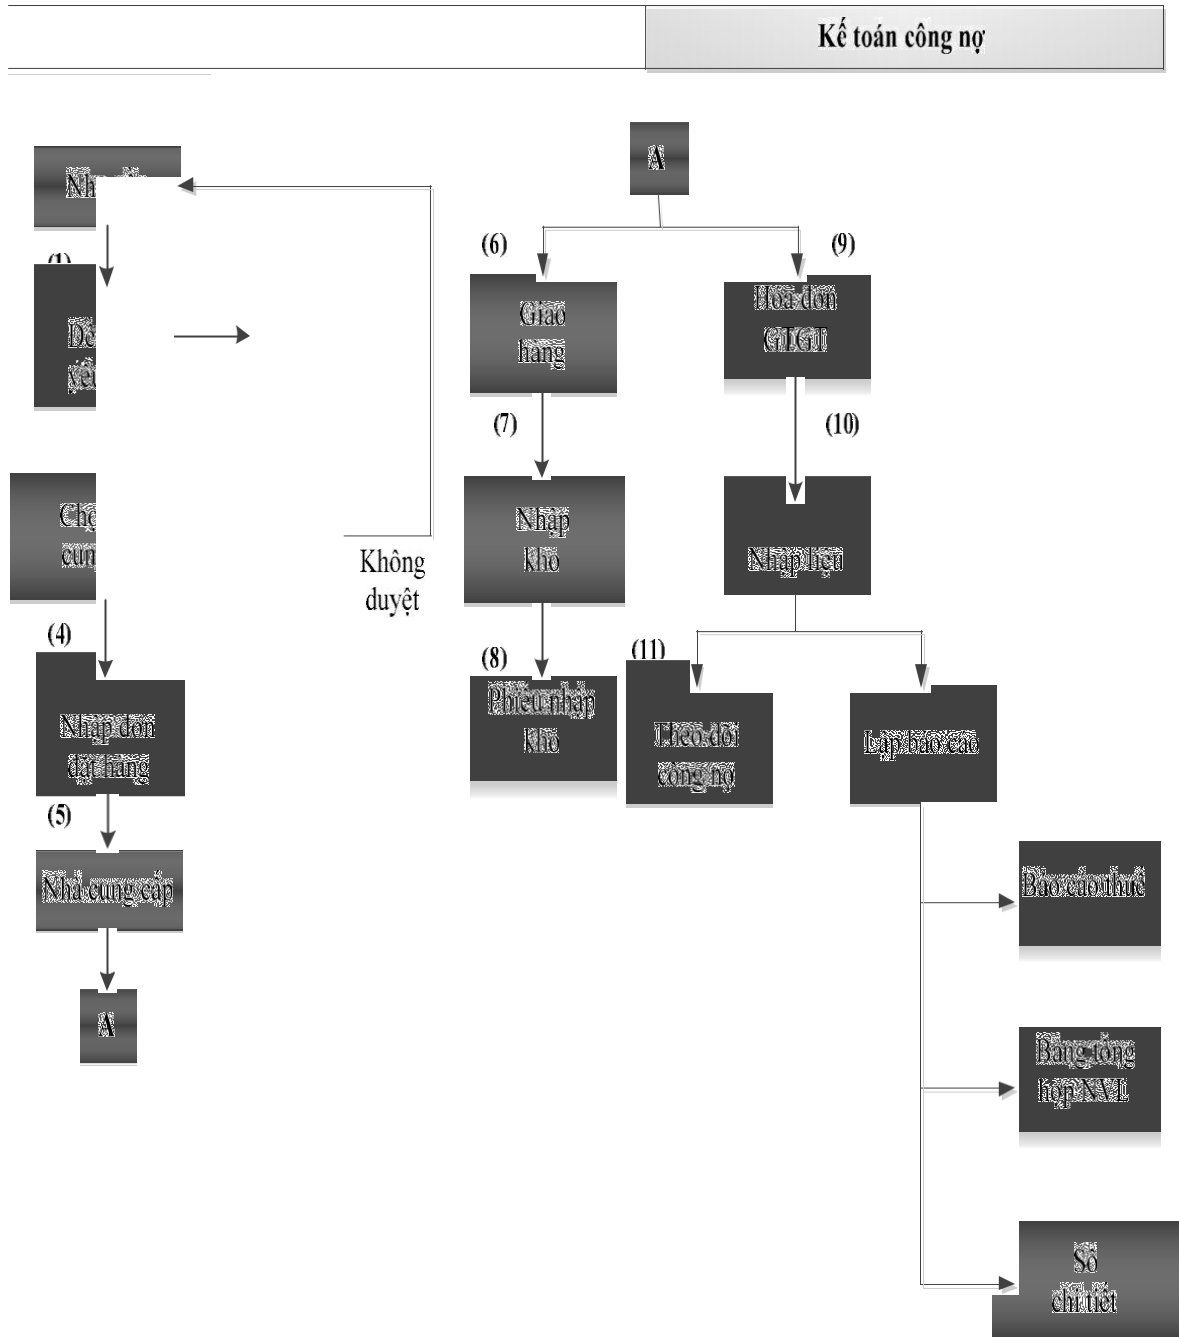 Kế toán công nợ
A
(6)
(9)
Giao
hàng
Hóa đơn
GTGT
(7)
(10)
Nhập
kho
Nhập liệu
Không
duyệt
(4)
(8)
(11)
Nhập đơn
đặt hàng
Phiếu nhập
kho
Theo dõi
công nợ
Lập báo cáo
(5)
Nhà cung cấp
Báo cáo thuế
A
Bảng tổng
hợp NVL
Sổ
chi tiết